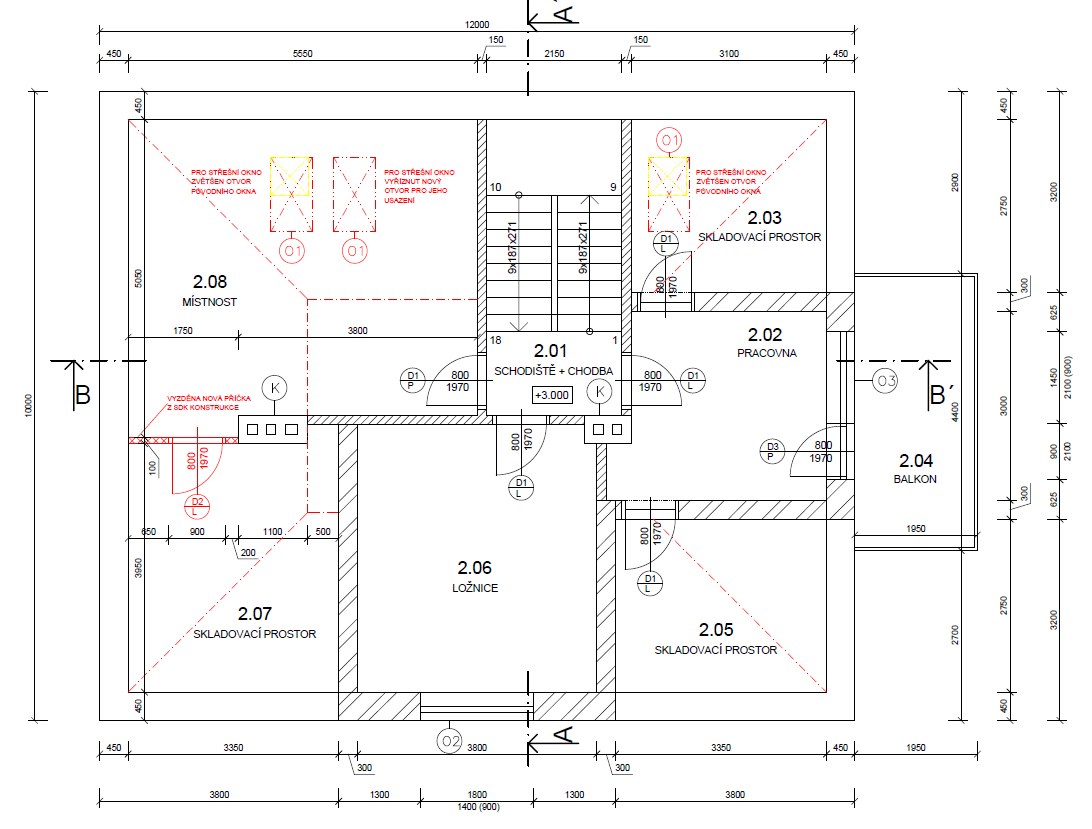 A´
12000
450
5550
150
2150
150
3100
450
450
PRO STŘEŠNÍ OKNO
ZVĚTŠEN OTVOR
PŮVODNÍHO OKNA
PRO STŘEŠNÍ OKNO
VYŘÍZNUT NOVÝ
OTVOR PRO JEHO
USAZENÍ
O1
O1
O1
PRO STŘEŠNÍ OKNO
ZVĚTŠEN OTVOR
PŮVODNÍHO OKNA
10
9
9x187x271
9x187x271
18
1
2.03
SKLADOVACÍ PROSTOR
D1
L
800
1970
2.08
MÍSTNOST
5050
1750
3800
2.01
SCHODIŠTĚ + CHODBA
+3.000
2.02
PRACOVNA
D1
P
800
1970
800
1970
D1
L
K
K
O3
B
B´
10000
VYZDĚNA NOVÁ PŘÍČKA
Z SDK KONSTRUKCE
100
800
1970
D2
L
800
1970
D1
L
D3
P
800
1970
2.04
BALKON
1950
650
900
200
1100
500
3950
800
1970
D1
L
2.06
LOŽNICE
2.07
SKLADOVACÍ PROSTOR
2.05
SKLADOVACÍ PROSTOR
450
2900
4400
2700
450
2750
300
3000
300
2750
450
3200
625
1450
2100 (900)
900
2100
625
3200
O2
A
450
3350
300
3800
300
3350
450
1950
3800
1300
1800
1400 (900)
1300
3800